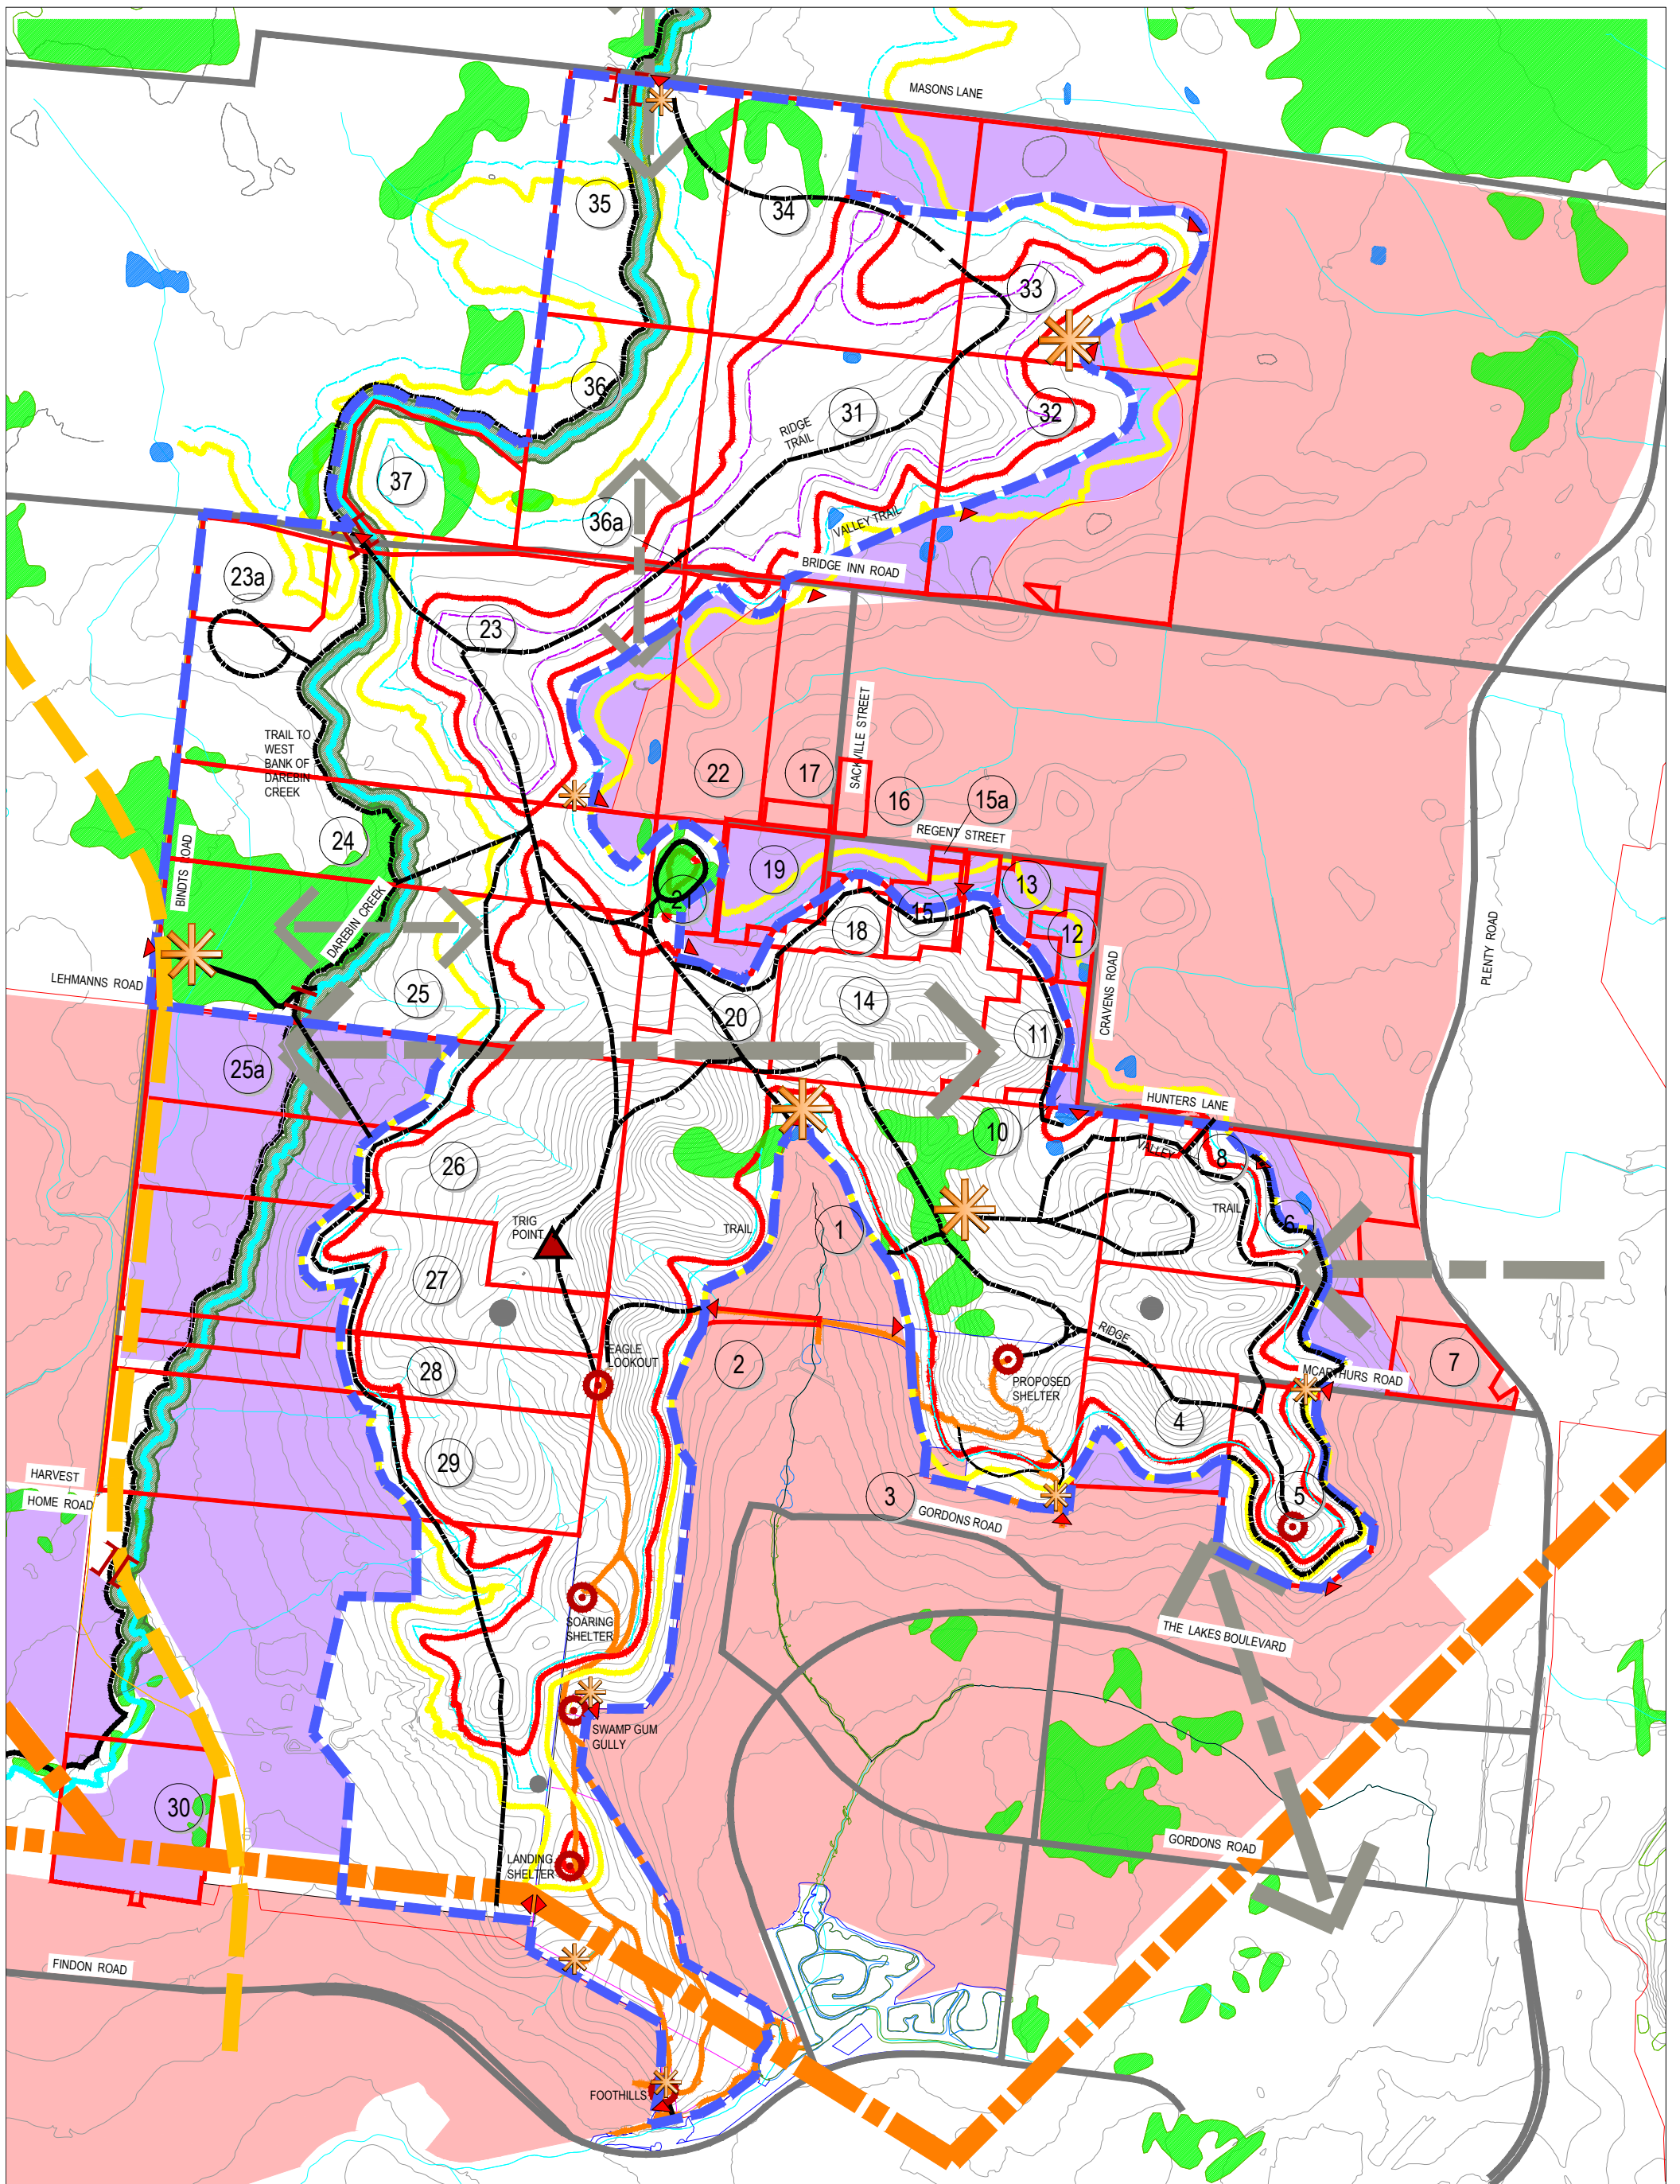 MASONS LANE
35
34
33
36
31
32
RIDGE
TRAIL
37
36a
VALLEY TRAIL
BRIDGE INN ROAD
23a
23
SACKVILLE STREET
TRAIL TO
WEST
BANK OF
DAREBIN
CREEK
22
17
16
15a
REGENT STREET
24
BINDTS ROAD
DAREBIN CREEK
19
13
21
18
15
12
PLENTY ROAD
LEHMANNS ROAD
25
14
20
11
CRAVENS ROAD
25a
HUNTERS LANE
10
VALLEY
8
26
TRIG
POINT
TRAIL
1
TRAIL
6
27
RIDGE
EAGLE
LOOKOUT
28
2
PROPOSED
SHELTER
MCARTHURS ROAD
7
4
29
HARVEST
HOME ROAD
3
GORDONS ROAD
5
SOARING
SHELTER
THE LAKES BOULEVARD
SWAMP GUM
GULLY
30
GORDONS ROAD
LANDING
SHELTER
FINDON ROAD
FOOTHILLS